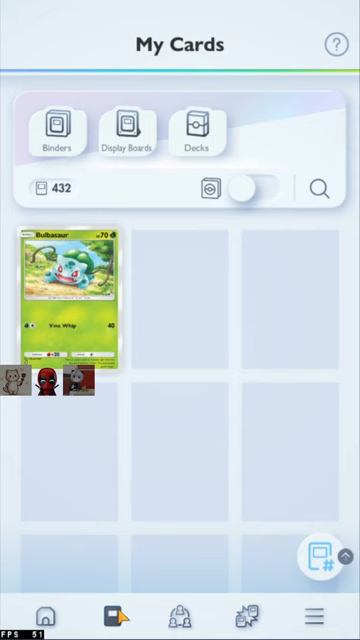 My Cards
?
Binders
Display Boards
Decks
432
Bulbasaur
70
Vine Whip
40
#
FPS 51